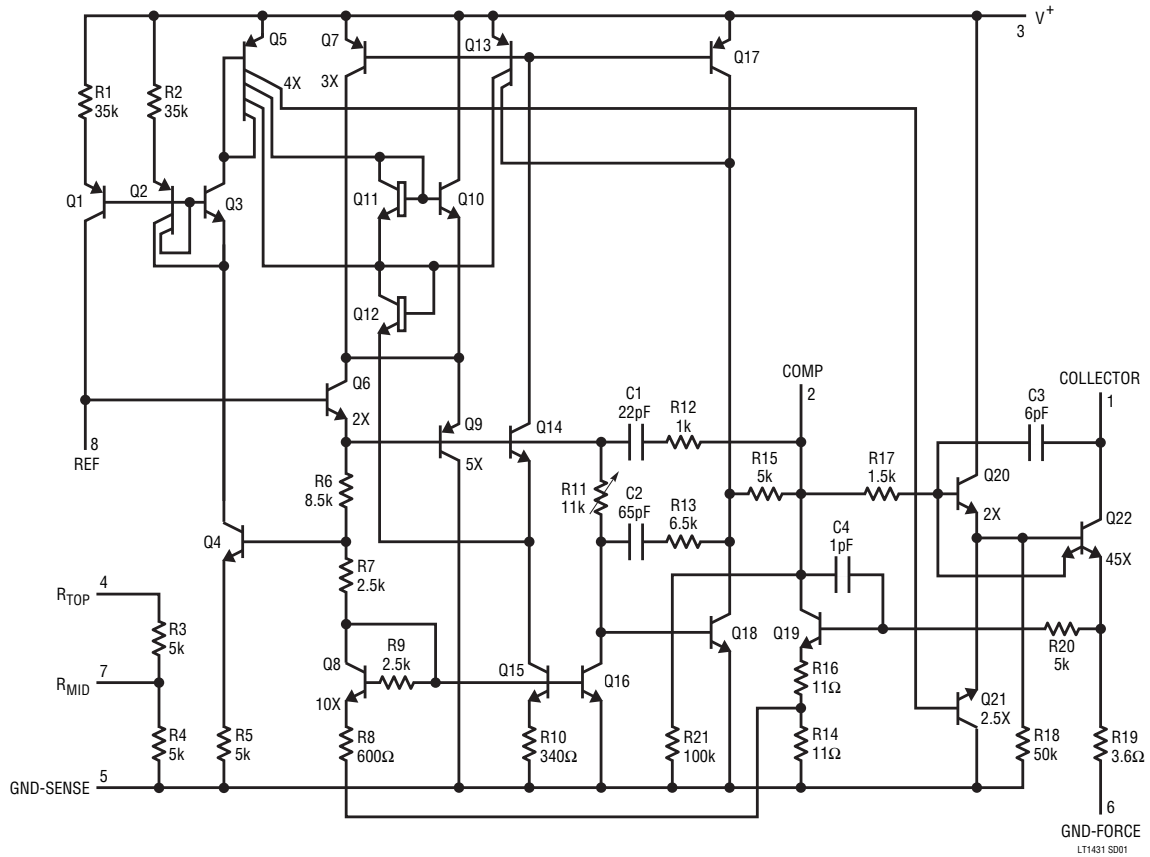 V+
3
Q5
Q7
Q13
Q17
4X
3X
R1
35k
R2
35k
Q1
Q2
Q3
Q11
Q10
Q12
Q6
2X
8
REF
Q9
5X
Q14
C1
22pF
R12
1k
COMP
2
C3
6pF
COLLECTOR
1
R6
8.5k
R11
11k
C2
65pF
R13
6.5k
R15
5k
R17
1.5k
Q20
2X
Q22
45X
Q4
R7
2.5k
C4
1pF
RTOP
4
R3
5k
RMID
7
R4
5k
R5
5k
Q8
10X
R9
2.5k
Q15
Q16
Q18
Q19
R20
5k
R16
11Ω
Q21
2.5X
R8
600Ω
R10
340Ω
R21
100k
R14
11Ω
R18
50k
R19
3.6Ω
GND-SENSE
5
6
GND-FORCE
LT1431 SD01